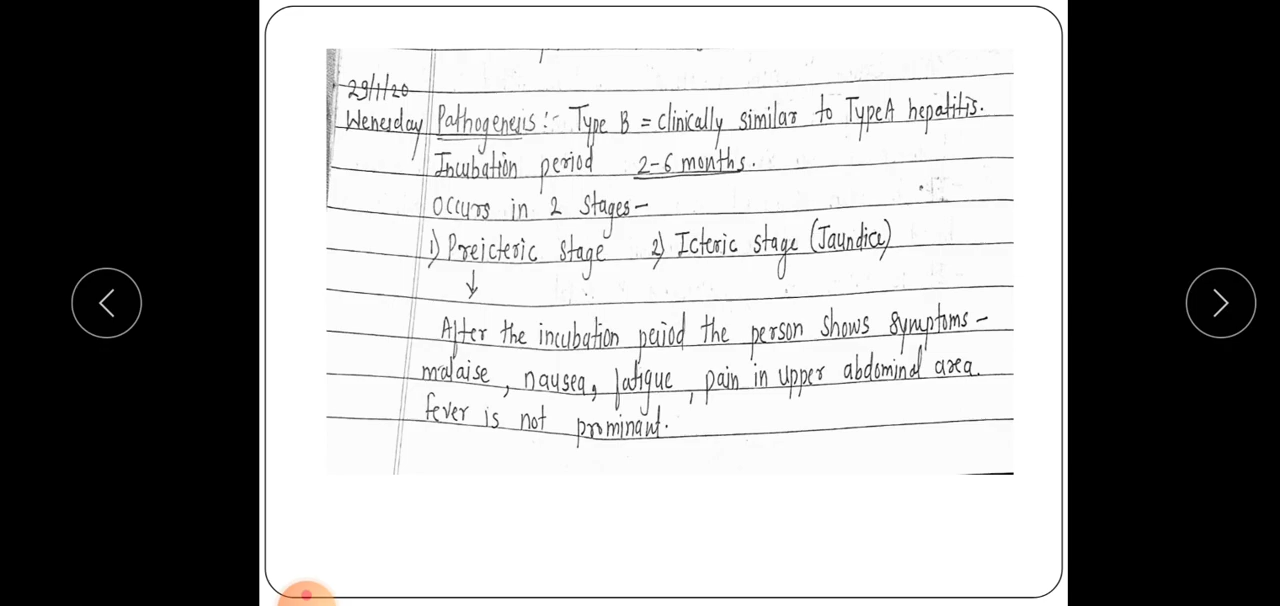 29/1/20
Wenesday Pathogenesis :- Type B = clinically similar to Type A hepatitis.
Incubation period 2-6 months.
Occurs in 2 stages-
1) Preicteric stage 2) Icteric stage (Jaundice)
↓
After the incubation peiod the person shows symptoms-
malaise, nausea, fatigue, pain in upper abdominal area.
fever is not prominant.